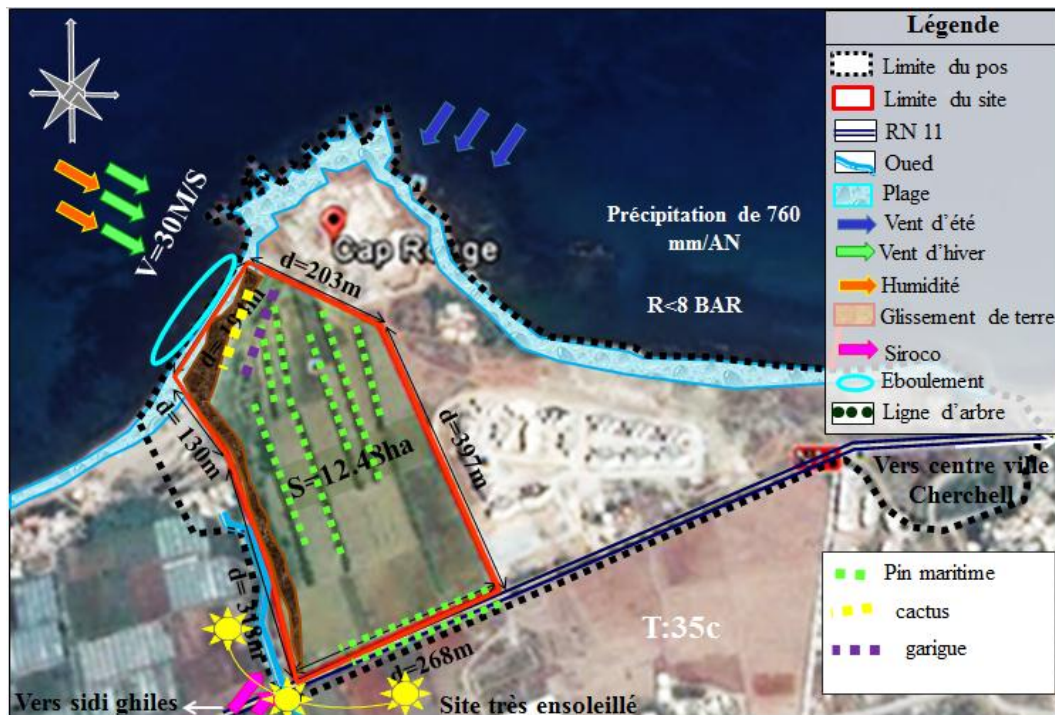 Légende
Limite du pos
Limite du site
RN 11
Oued
Plage
Vent d'été
Vent d'hiver
Humidité
Glissement de terre
Siroco
Eboulement
Ligne d'arbre
V=30M/S
Précipitation de 760
mm/AN
R<8 BAR
Cap Rouge
d=203m
d= 130m
d=397m
S=12.48ha
d=318m
d=268m
Vers centre ville
Cherchell
Pin maritime
cactus
garigue
T:35c
Vers sidi ghiles
Site très ensoleillé